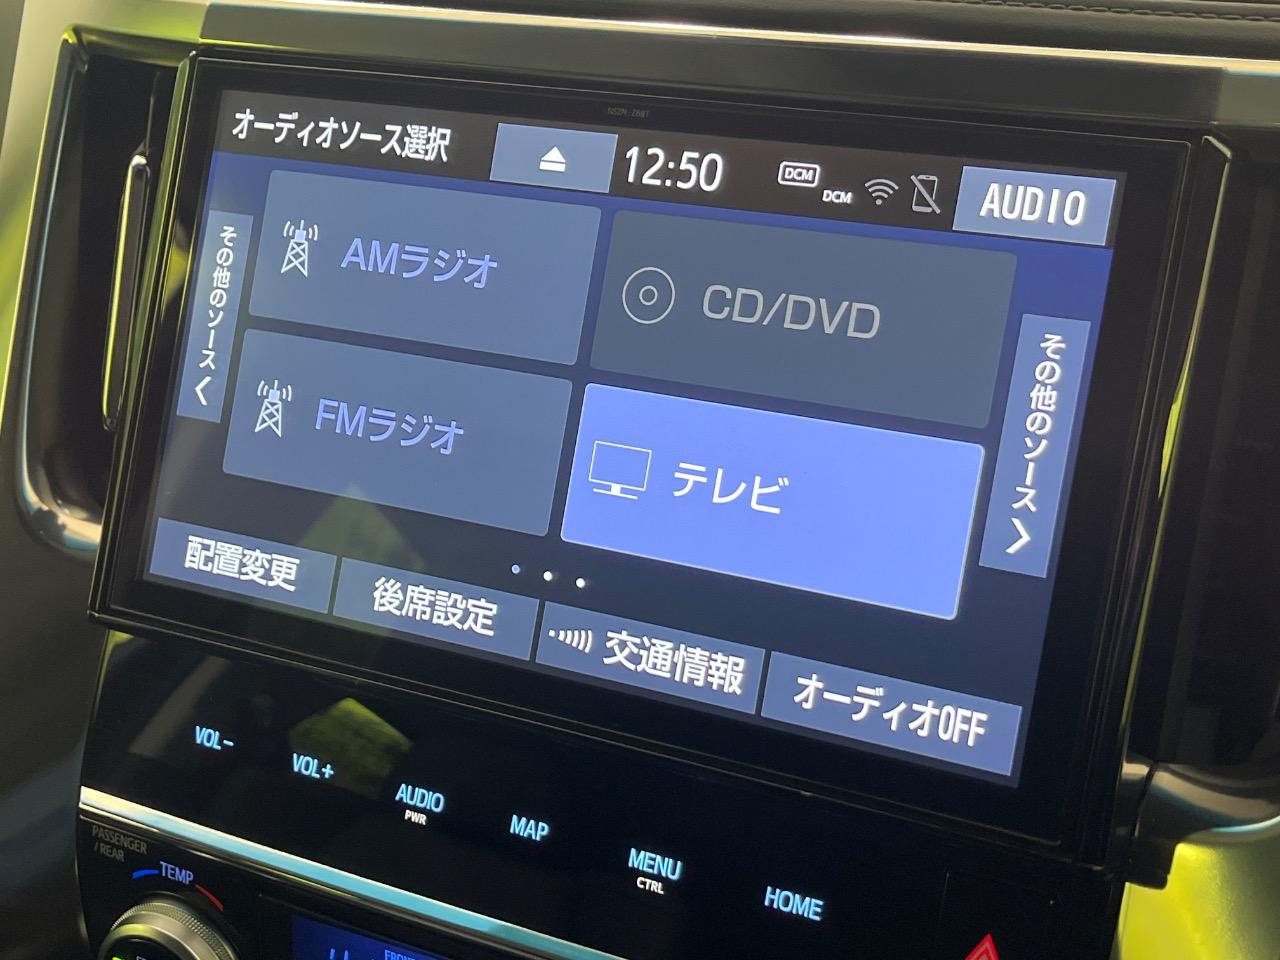 NSZN-Z68T
オーディオソース選択
12:50
DCM
DCM
AUDIO
その他のソース
AMラジオ
CD/DVD
その他のソース
FMラジオ
テレビ
配置変更
後席設定
交通情報
オーディオOFF
VOL-
VOL+
AUDIO
PWR
MAP
MENU
CTRL
HOME
PASSENGER
/REAR
TEMP